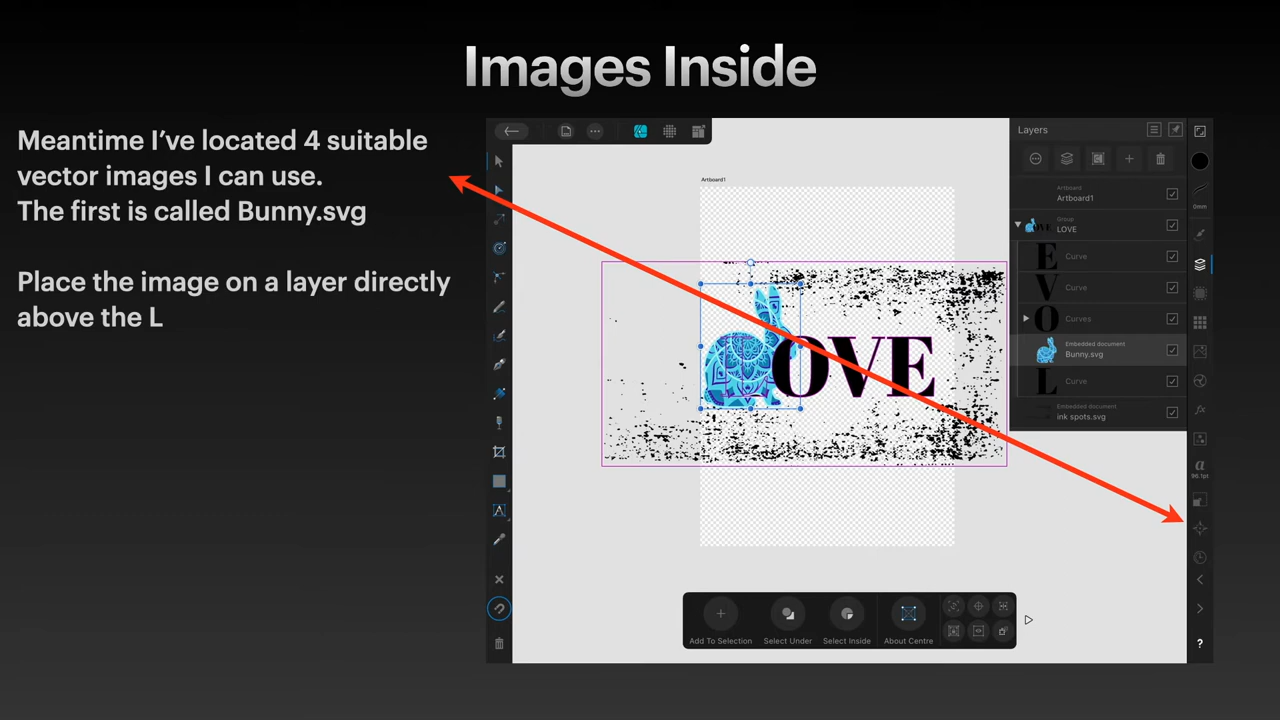 Images Inside
Meantime I’ve located 4 suitable
vector images I can use.
The first is called Bunny.svg
Place the image on a layer directly
above the L
Artboard1
LOVE
Layers
Artboard
Artboard1
Group
LOVE
E
Curve
V
Curve
O
Curves
Embedded document
Bunny.svg
L
Curve
Embedded document
ink spots.svg
0mm
fx
a
96.1pt
?
A
Add To Selection
Select Under
Select Inside
About Centre